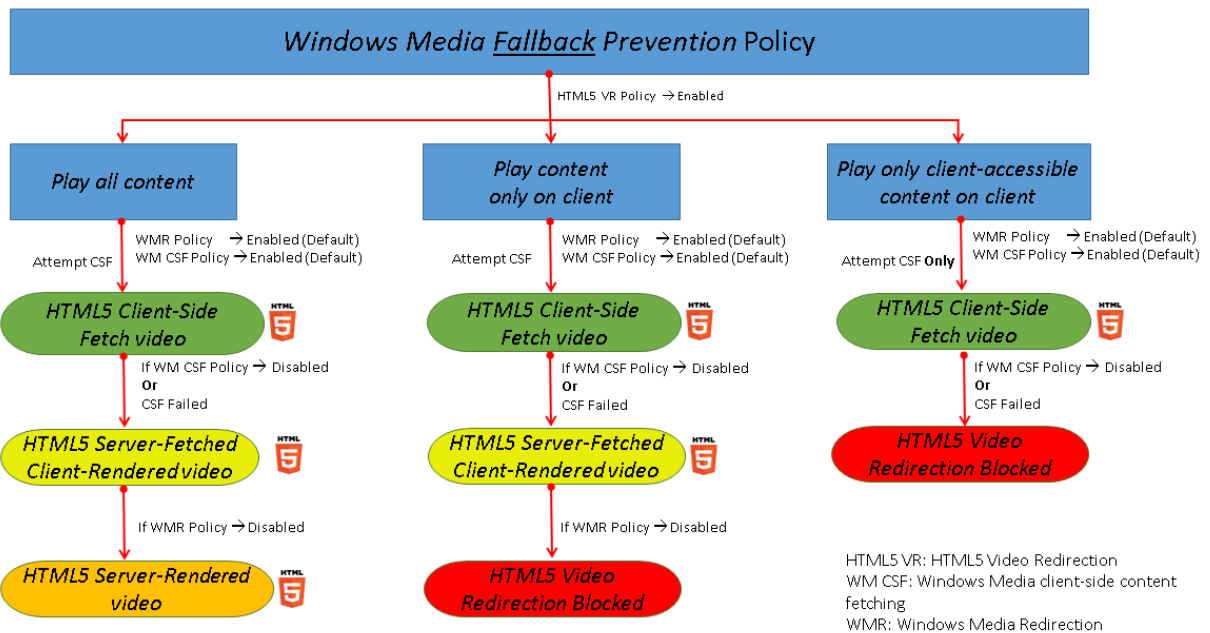 Windows Media Fallback Prevention Policy
HTML5 VR Policy → Enabled
Play all content
WMR Policy → Enabled (Default)
WM CSF Policy → Enabled (Default)
Attempt CSF
HTML5 Client-Side
Fetch video
HTML
5
If WM CSF Policy → Disabled
Or
CSF Failed
HTML5 Server-Fetched
Client-Rendered video
HTML
5
If WMR Policy → Disabled
HTML5 Server-Rendered
video
HTML
5
Play content
only on client
WMR Policy → Enabled (Default)
WM CSF Policy → Enabled (Default)
Attempt CSF
HTML5 Client-Side
Fetch video
HTML
5
If WM CSF Policy → Disabled
Or
CSF Failed
HTML5 Server-Fetched
Client-Rendered video
HTML
5
If WMR Policy → Disabled
HTML5 Video
Redirection Blocked
Play only client-accessible
content on client
WMR Policy → Enabled (Default)
WM CSF Policy → Enabled (Default)
Attempt CSF Only
HTML5 Client-Side
Fetch video
HTML
5
If WM CSF Policy → Disabled
Or
CSF Failed
HTML5 Video
Redirection Blocked
HTML5 VR: HTML5 Video Redirection
WM CSF: Windows Media client-side content
fetching
WMR: Windows Media Redirection